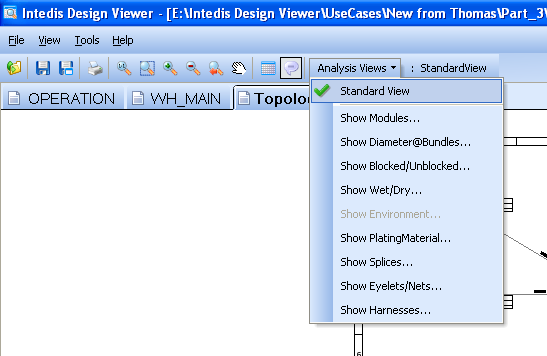 Intedis Design Viewer - [E:\Intedis Design Viewer\UseCases\New from Thomas\Part_3\
File View Tools Help
Analysis Views : StandardView
OPERATION WH_MAIN Topolo
Standard View
Show Modules...
Show Diameter@Bundles...
Show Blocked/Unblocked...
Show Wet/Dry...
Show Environment...
Show PlatingMaterial...
Show Splices...
Show Eyelets/Nets...
Show Harnesses...